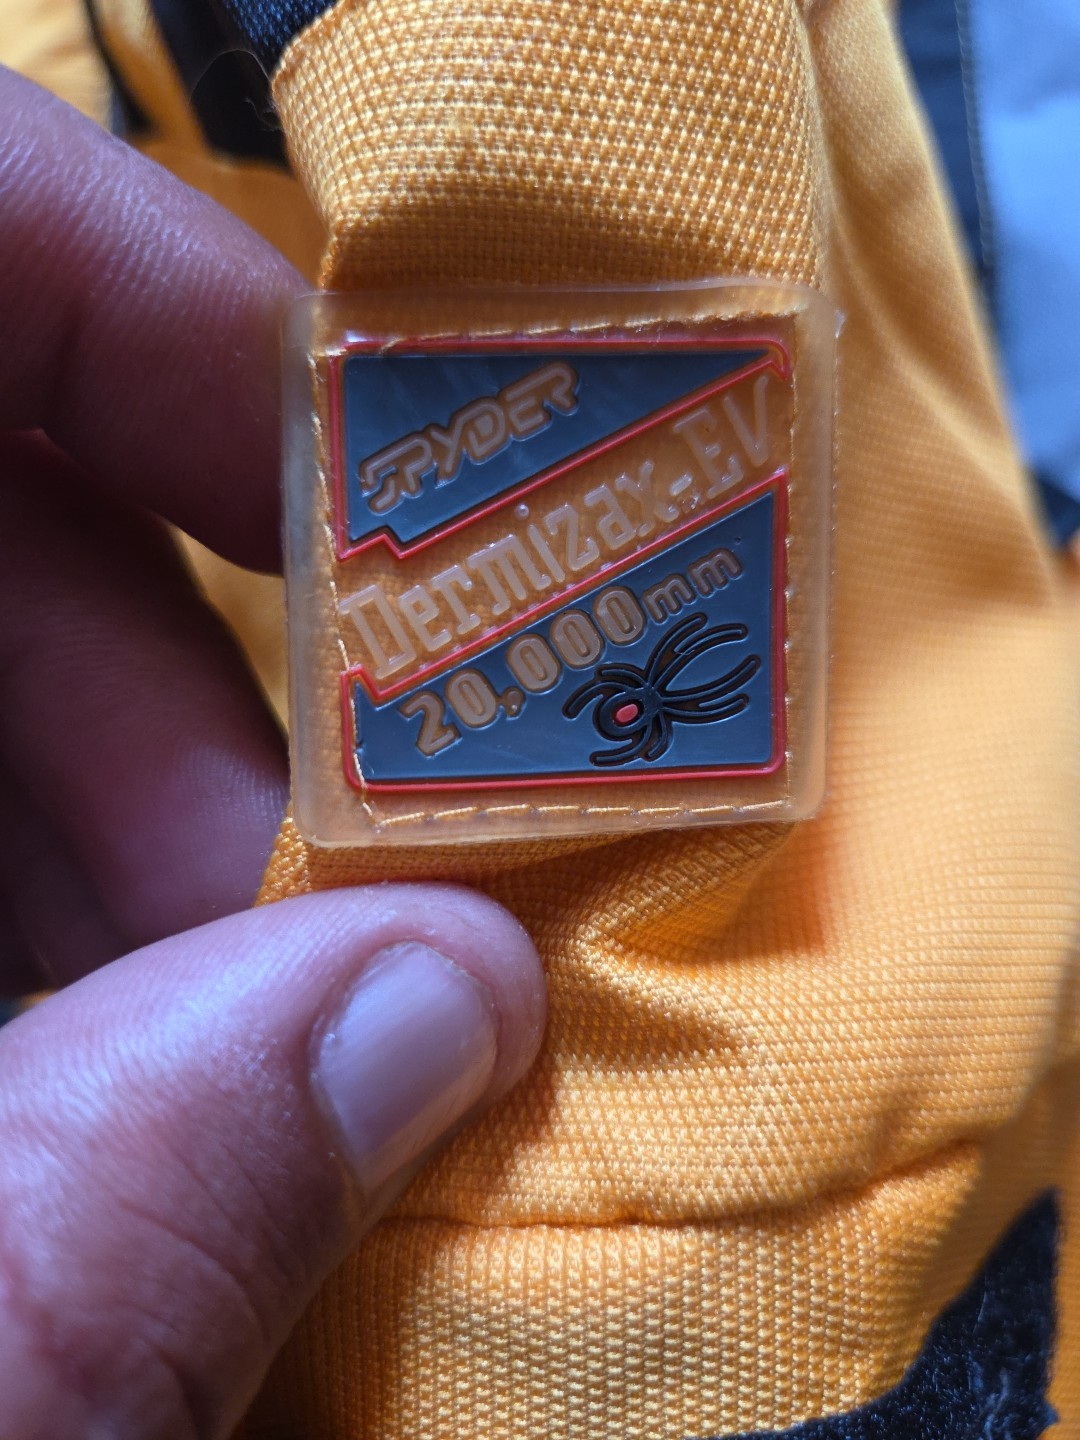 SPYDER
Dermizax-EV
20,000mm